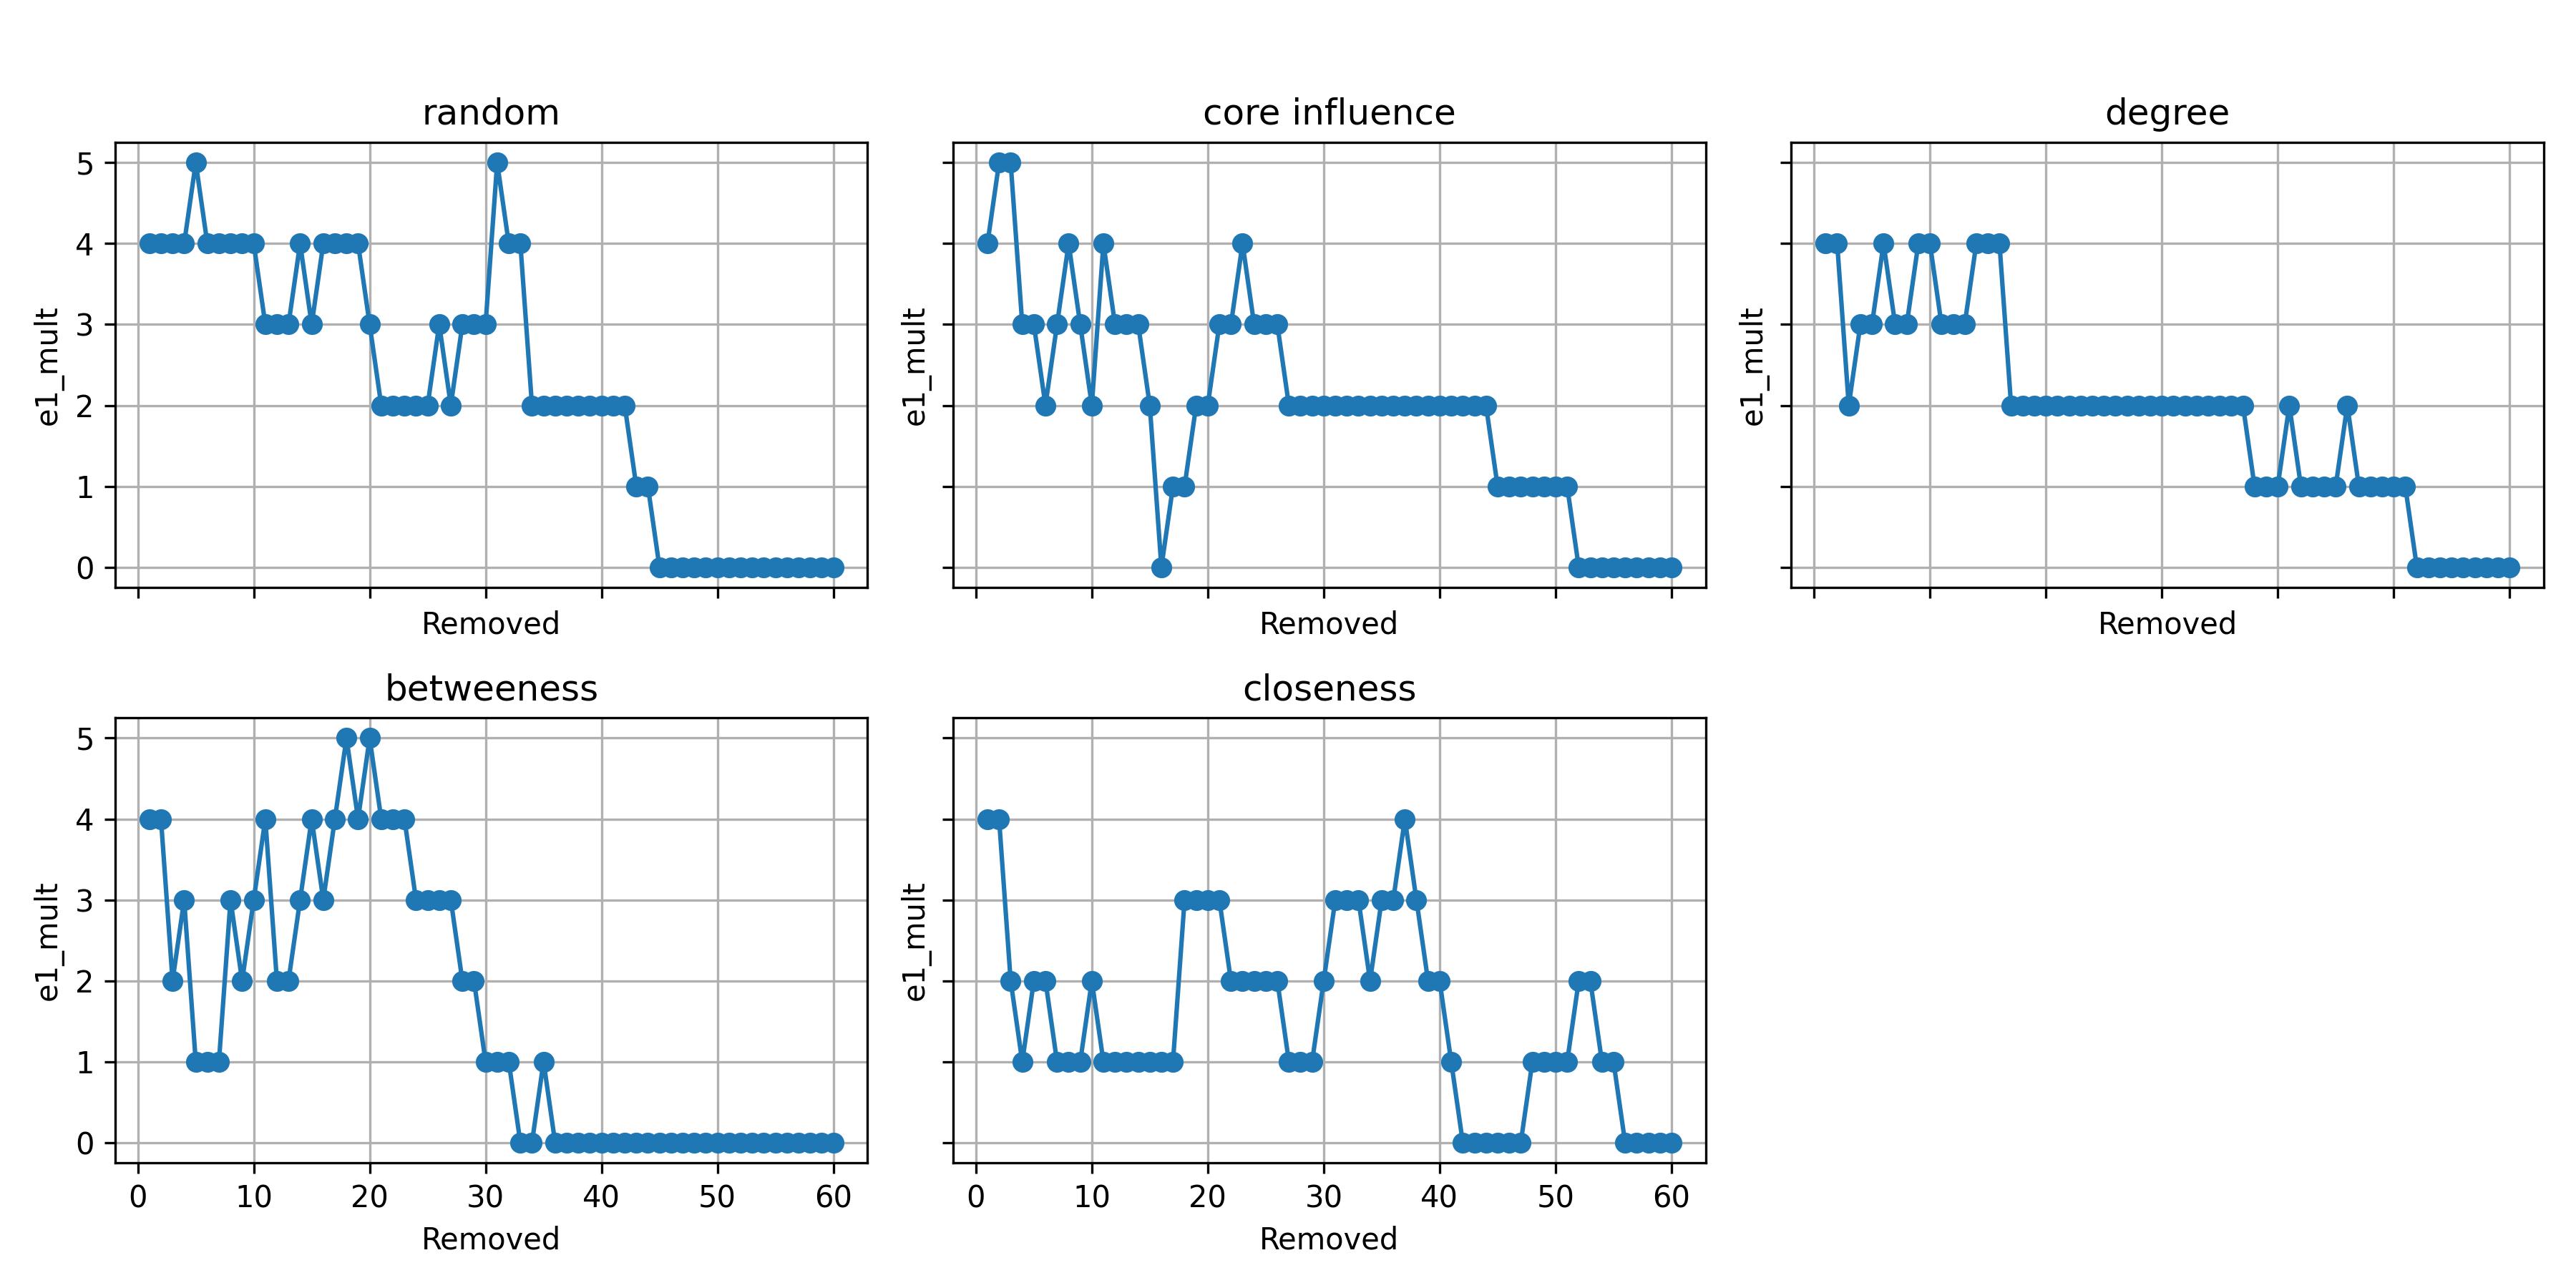 random
core influence
degree
5
4
3
2
1
0
e1_mult
e1_mult
e1_mult
Removed
Removed
Removed
betweeness
closeness
5
4
3
2
1
0
e1_mult
e1_mult
0 10 20 30 40 50 60
0 10 20 30 40 50 60
Removed
Removed